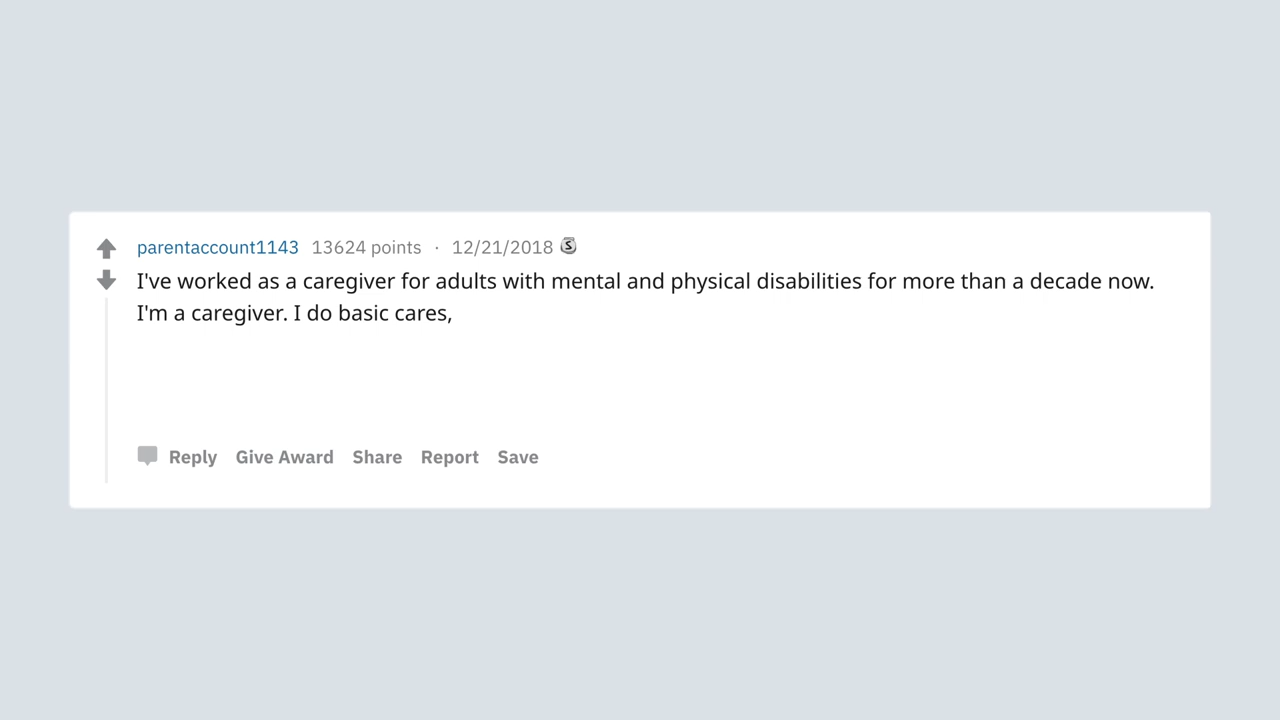 parentaccount1143 13624 points · 12/21/2018 S
I've worked as a caregiver for adults with mental and physical disabilities for more than a decade now.
I'm a caregiver. I do basic cares,
Reply Give Award Share Report Save